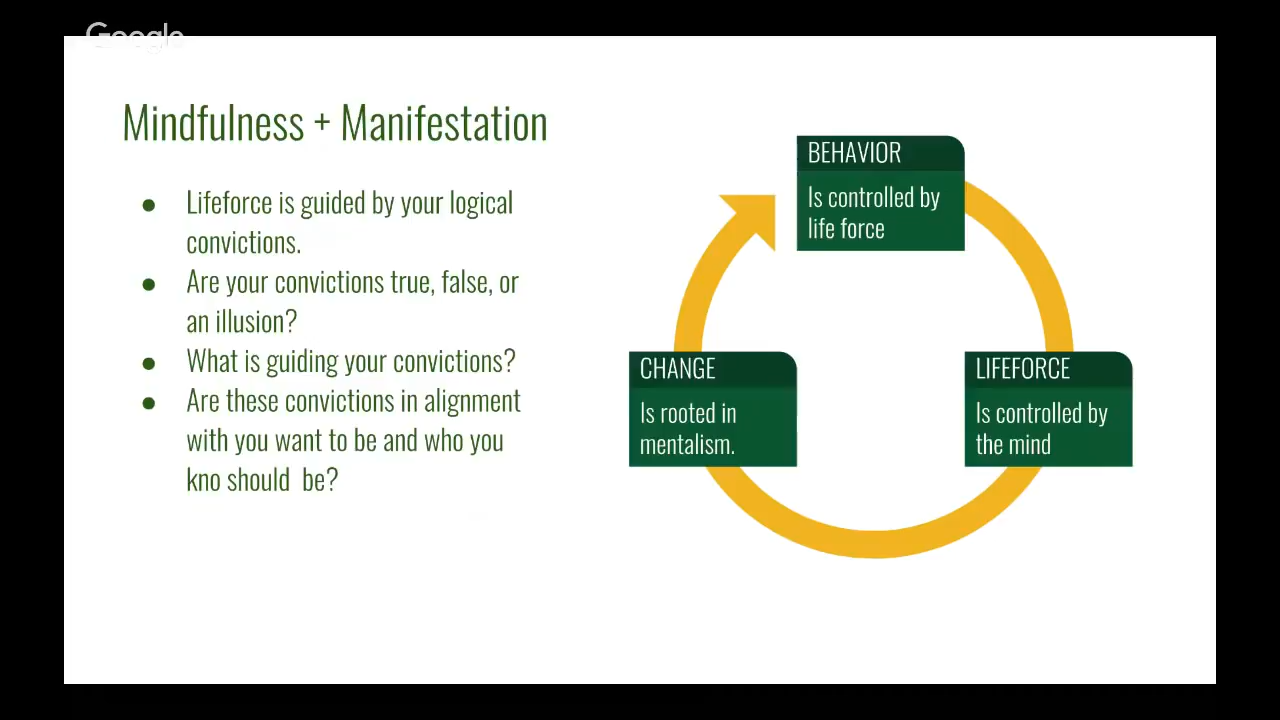 Google
Mindfulness + Manifestation
● Lifeforce is guided by your logical
convictions.
● Are your convictions true, false, or
an illusion?
● What is guiding your convictions?
● Are these convictions in alignment
with you want to be and who you
kno should  be?
BEHAVIOR
Is controlled by
life force
CHANGE
Is rooted in
mentalism.
LIFEFORCE
Is controlled by
the mind